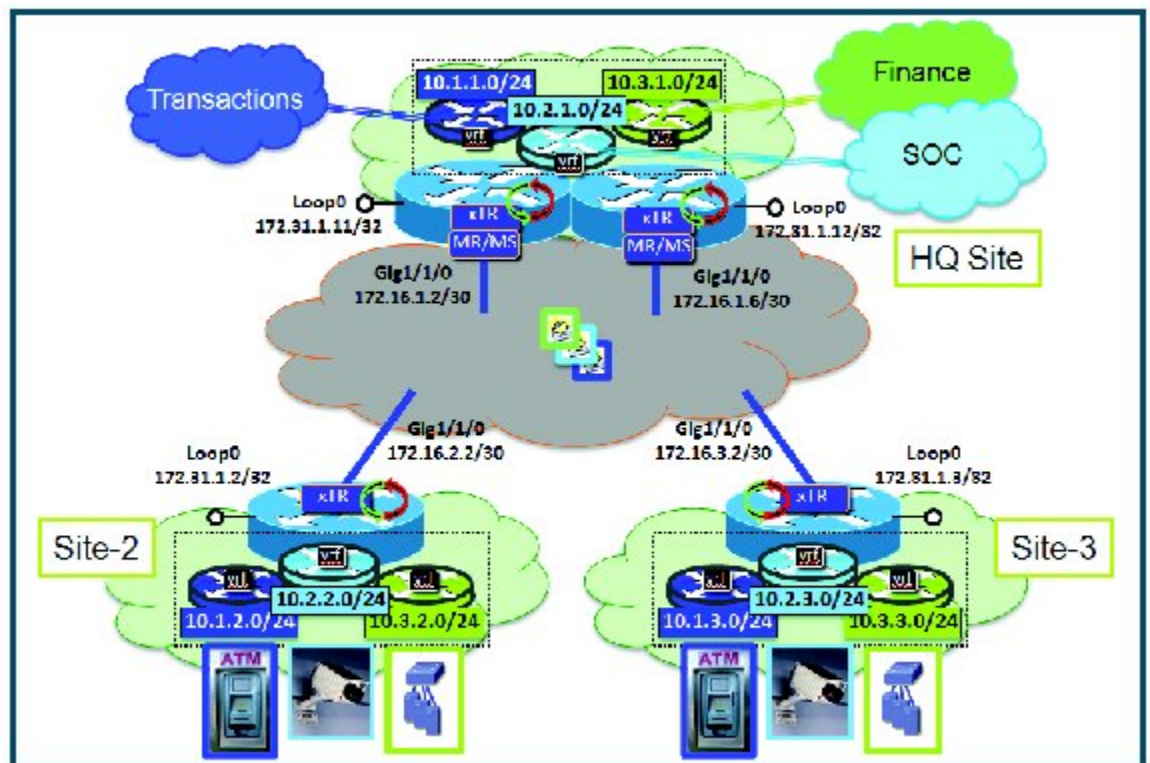 Transactions
10.1.1.0/24
10.3.1.0/24
10.2.1.0/24
Finance
SOC
vrf
vrf
vrf
Loop0
172.31.1.11/32
xTR
MR/MS
xTR
MR/MS
Loop0
172.31.1.12/32
HQ Site
Gig1/1/0
172.16.1.2/30
Gig1/1/0
172.16.1.6/30
Gig1/1/0
172.16.2.2/30
Gig1/1/0
172.16.3.2/30
Loop0
172.31.1.2/32
Loop0
172.31.1.3/32
xTR
xTR
Site-2
Site-3
vrf
vrf
vrf
10.1.2.0/24
10.2.2.0/24
10.3.2.0/24
vrf
vrf
vrf
10.1.3.0/24
10.2.3.0/24
10.3.3.0/24
ATM
ATM